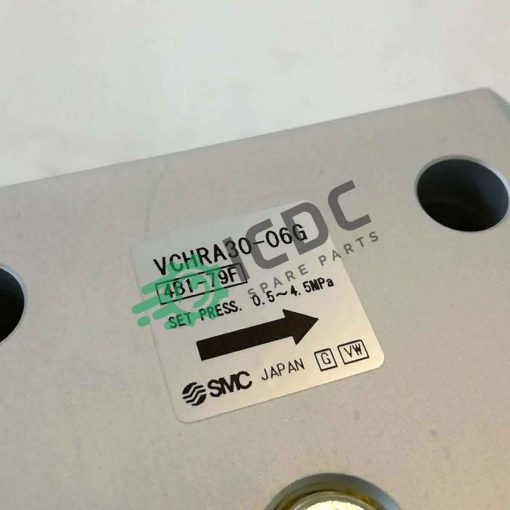 VCHRA30-06G
4B1-79F
SET PRESS. 0.5~4.5MPa
SMC JAPAN G VW
ICDC
SPARE PARTS